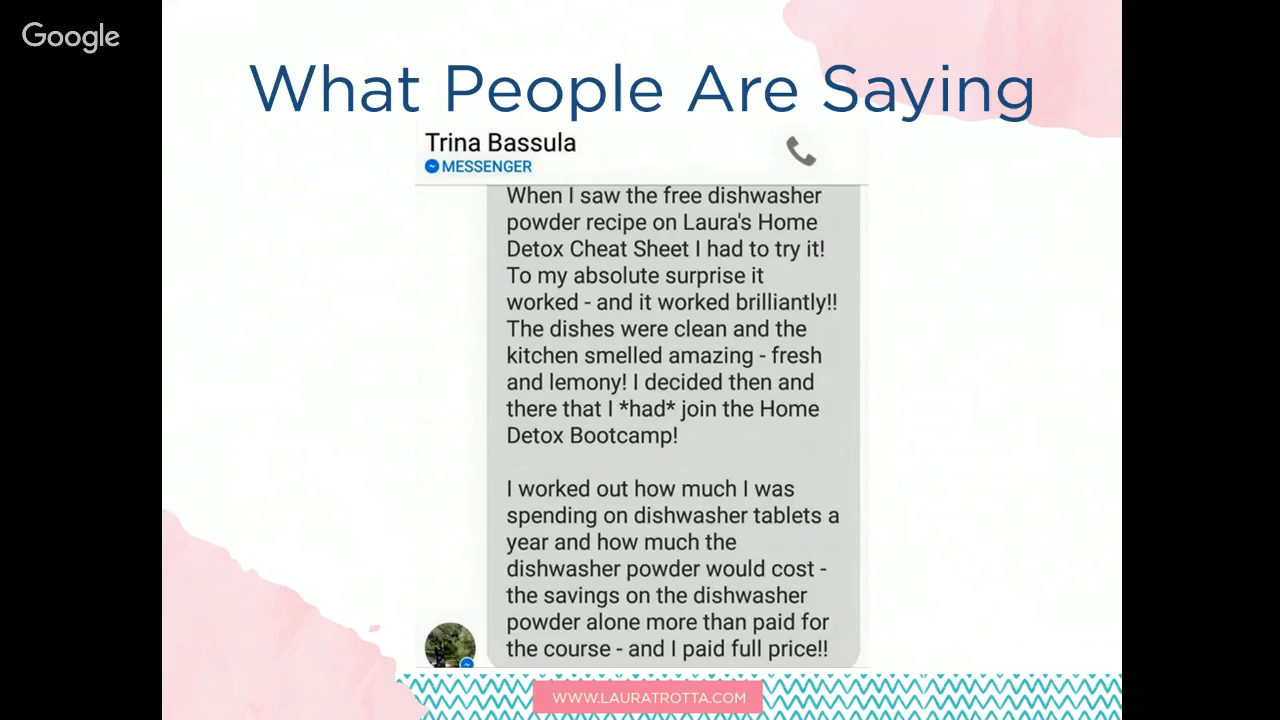 Google
What People Are Saying
Trina Bassula
MESSENGER
When I saw the free dishwasher
powder recipe on Laura's Home
Detox Cheat Sheet I had to try it!
To my absolute surprise it
worked - and it worked brilliantly!!
The dishes were clean and the
kitchen smelled amazing - fresh
and lemony! I decided then and
there that I *had* join the Home
Detox Bootcamp!
I worked out how much I was
spending on dishwasher tablets a
year and how much the
dishwasher powder would cost -
the savings on the dishwasher
powder alone more than paid for
the course - and I paid full price!!
WWW.LAURATROTTA.COM